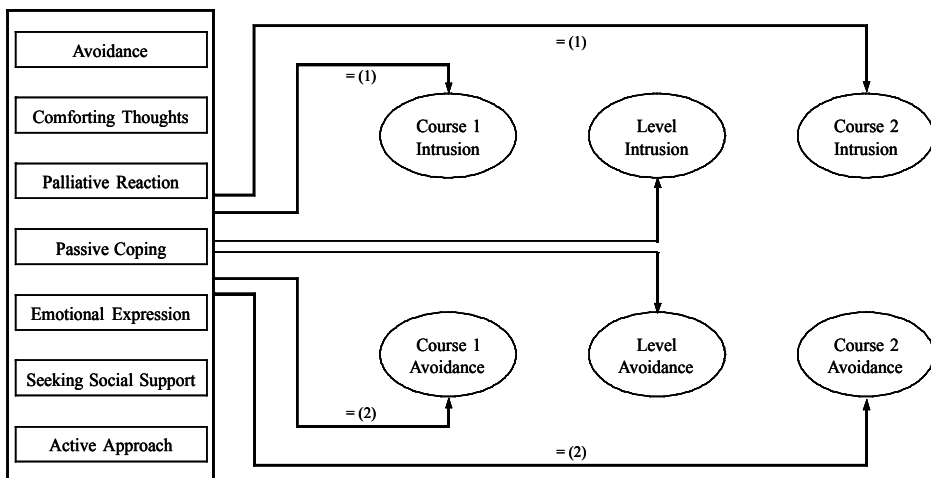 Avoidance
Comforting Thoughts
Palliative Reaction
Passive Coping
Emotional Expression
Seeking Social Support
Active Approach
= (1)
= (1)
Course 1
Intrusion
Level
Intrusion
Course 2
Intrusion
Course 1
Avoidance
Level
Avoidance
Course 2
Avoidance
= (2)
= (2)